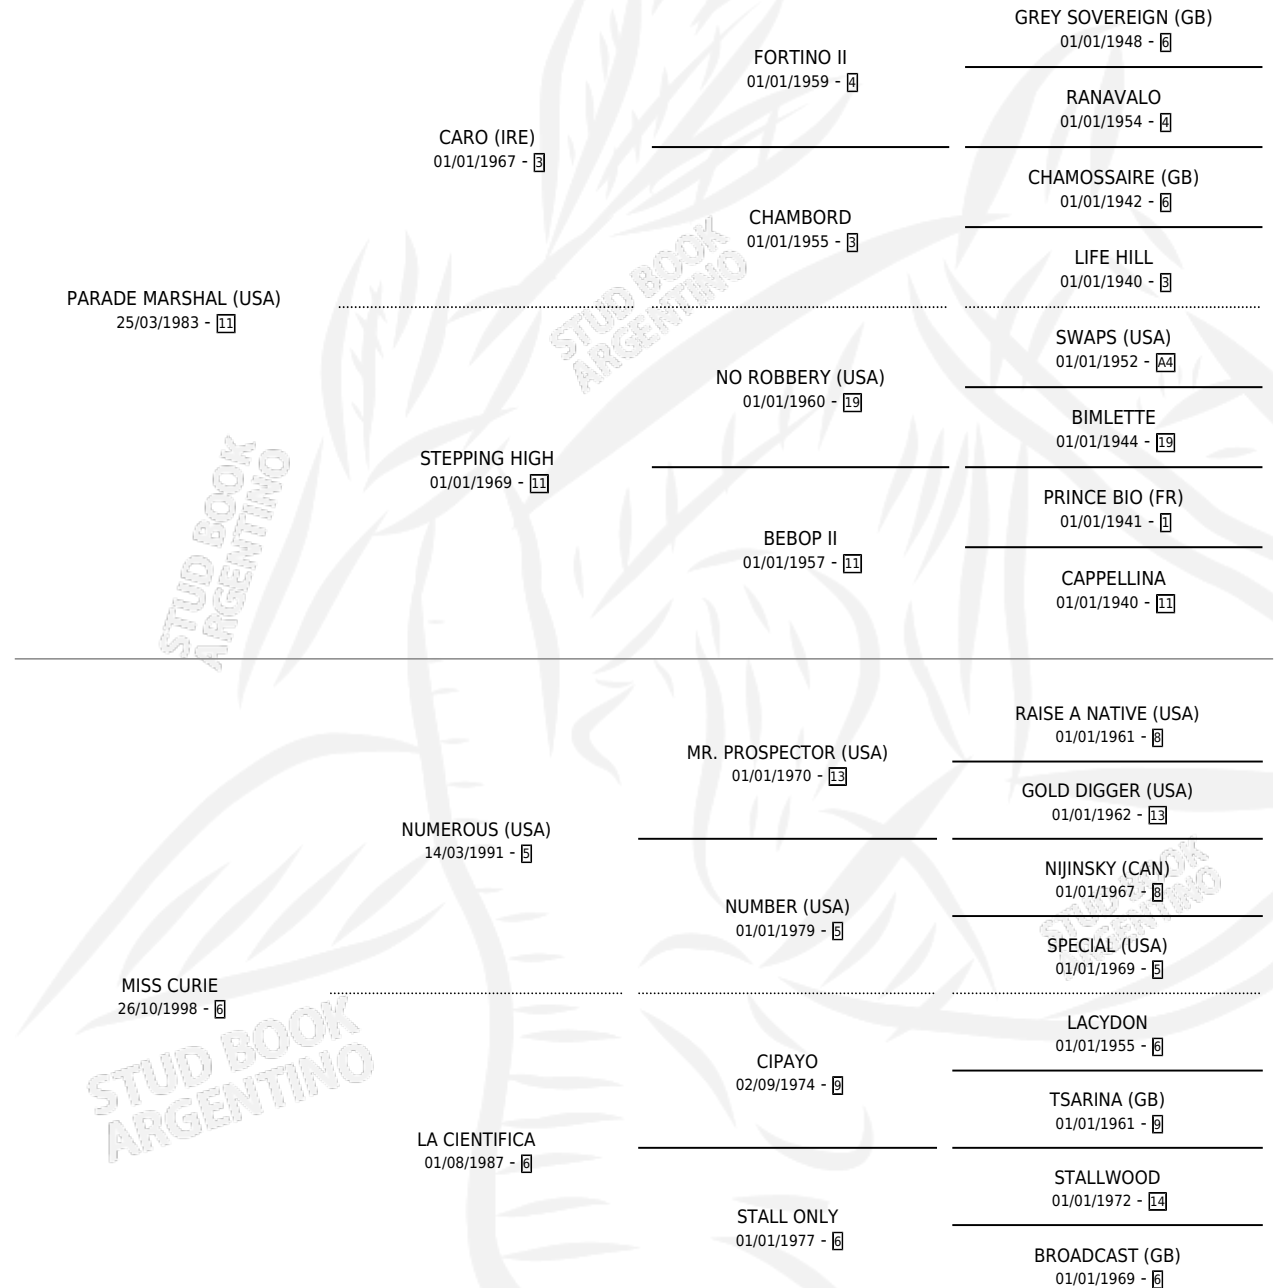 GREY SOVEREIGN (GB)
01/01/1948 - 6
FORTINO II
01/01/1959 - 4
RANAVALO
01/01/1954 - 4
CARO (IRE)
01/01/1967 - 3
CHAMOSSAIRE (GB)
01/01/1942 - 6
CHAMBORD
01/01/1955 - 3
LIFE HILL
01/01/1940 - 3
PARADE MARSHAL (USA)
25/03/1983 - 11
SWAPS (USA)
01/01/1952 - A4
NO ROBBERY (USA)
01/01/1960 - 19
BIMLETTE
01/01/1944 - 19
STEPPING HIGH
01/01/1969 - 11
PRINCE BIO (FR)
01/01/1941 - 1
BEBOP II
01/01/1957 - 11
CAPPELLINA
01/01/1940 - 11
RAISE A NATIVE (USA)
01/01/1961 - 8
MR. PROSPECTOR (USA)
01/01/1970 - 13
GOLD DIGGER (USA)
01/01/1962 - 13
NUMEROUS (USA)
14/03/1991 - 5
NIJINSKY (CAN)
01/01/1967 - 8
NUMBER (USA)
01/01/1979 - 5
SPECIAL (USA)
01/01/1969 - 5
MISS CURIE
26/10/1998 - 6
LACYDON
01/01/1955 - 6
CIPAYO
02/09/1974 - 9
TSARINA (GB)
01/01/1961 - 9
LA CIENTIFICA
01/08/1987 - 6
STALLWOOD
01/01/1972 - 14
STALL ONLY
01/01/1977 - 6
BROADCAST (GB)
01/01/1969 - 6
STUD BOOK
ARGENTINO
STUD BOOK
ARGENTINO
STUD BOOK
ARGENTINO
STUD BOOK
ARGENTINO